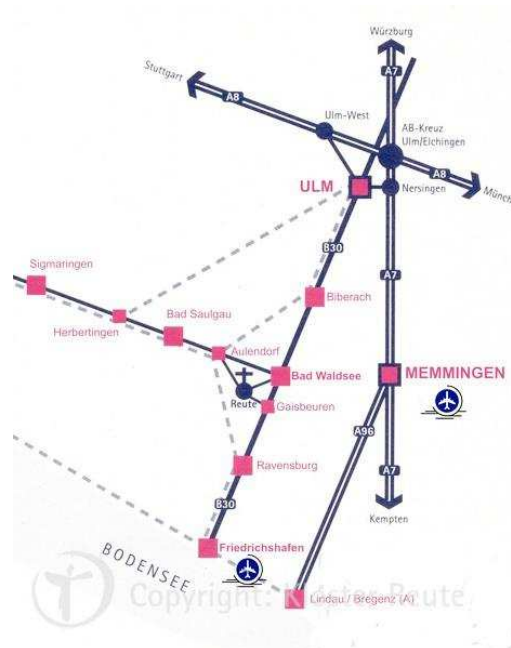 Würzburg
A7
Stuttgart
A8
Ulm-West
AB-Kreuz
Ulm/Elchingen
A8
Münch
ULM
Nersingen
B30
A7
Sigmaringen
Biberach
Herbertingen
Bad Saulgau
Aulendorf
Bad Waldsee
MEMMINGEN
Reute
Gaisbeuren
A96
Ravensburg
A7
B30
Kempten
Friedrichshafen
BODENSEE
Lindau / Bregenz (A)
Copyright: Kloster Reute